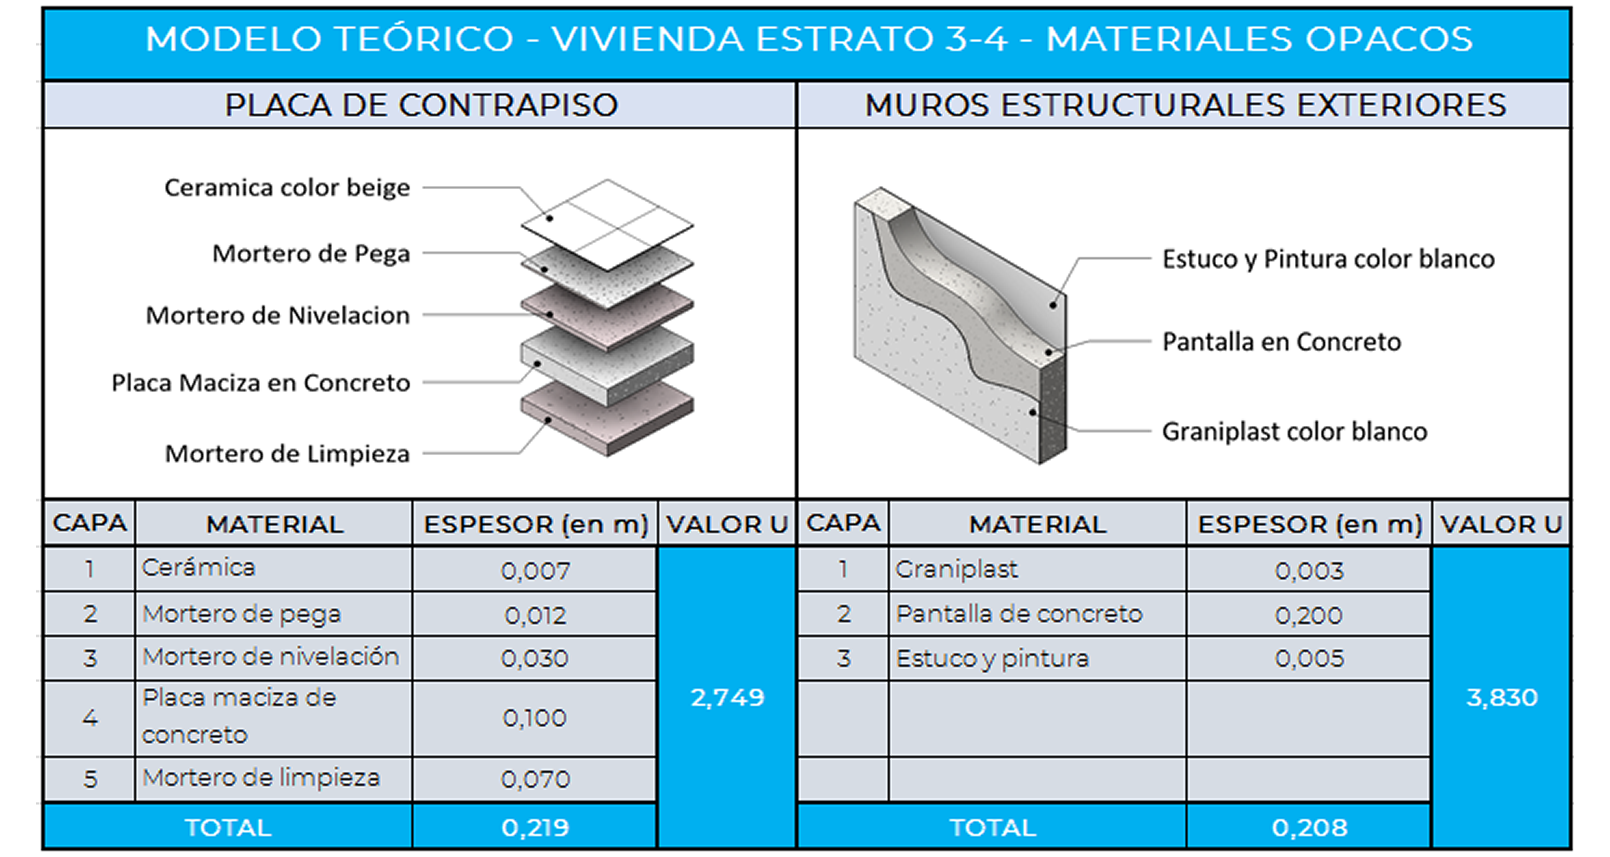 MODELO TEÓRICO - VIVIENDA ESTRATO 3-4 - MATERIALES OPACOS
PLACA DE CONTRAPISO
Ceramica color beige
Mortero de Pega
Mortero de Nivelacion
Placa Maciza en Concreto
Mortero de Limpieza
CAPA MATERIAL ESPESOR (en m) VALOR U
1 Cerámica 0,007
2 Mortero de pega 0,012
3 Mortero de nivelación 0,030
4 Placa maciza de
concreto 0,100
5 Mortero de limpieza 0,070
2,749
TOTAL 0,219
MUROS ESTRUCTURALES EXTERIORES
Estuco y Pintura color blanco
Pantalla en Concreto
Graniplast color blanco
CAPA MATERIAL ESPESOR (en m) VALOR U
1 Graniplast 0,003
2 Pantalla de concreto 0,200
3 Estuco y pintura 0,005
3,830
TOTAL 0,208